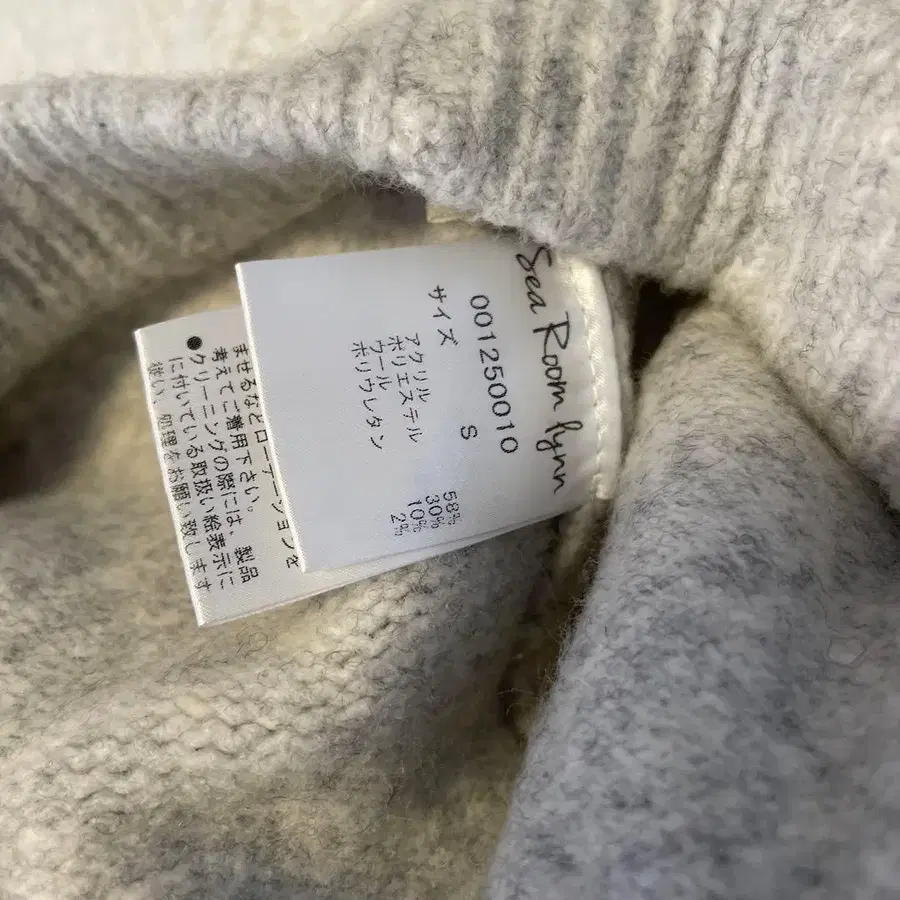 Sea Room lynn
001250010
サイズ S
アクリル 58%
ポリエステル 30%
ウール 10%
ポリウレタン 2%
ませるなどローテーションを
考えてご着用下さい。
●クリーニングの際には、製品
に付いている取扱い絵表示に
従い、処理をお願い致します